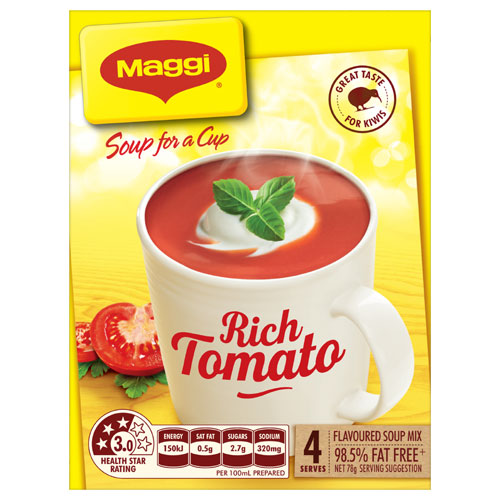 Maggi®
GREAT TASTE
FOR KIWIS
Soup for a Cup
Rich
Tomato
3.0
HEALTH STAR
RATING
ENERGY SAT FAT SUGARS SODIUM
150kJ 0.5g 2.7g 320mg
PER 100ML PREPARED
4
SERVES
FLAVOURED SOUP MIX
98.5% FAT FREE+
NET 78g SERVING SUGGESTION